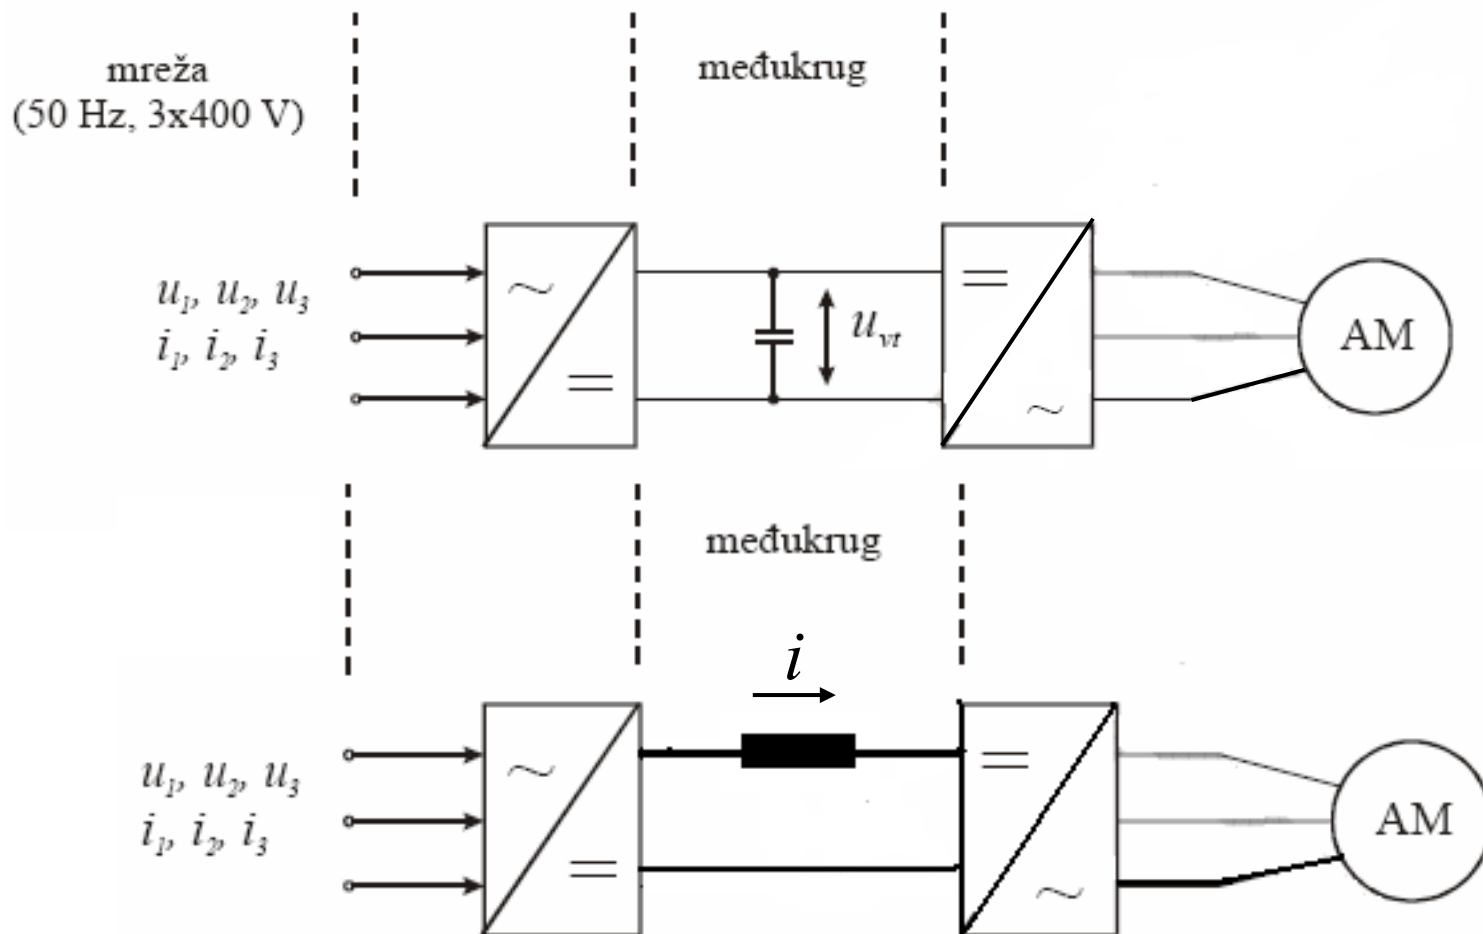 mreža
(50 Hz, 3x400 V)
međukrug
u₁, u₂, u₃
i₁, i₂, i₃
~
=
u_vt
=
~
AM
međukrug
i
u₁, u₂, u₃
i₁, i₂, i₃
~
=
=
~
AM